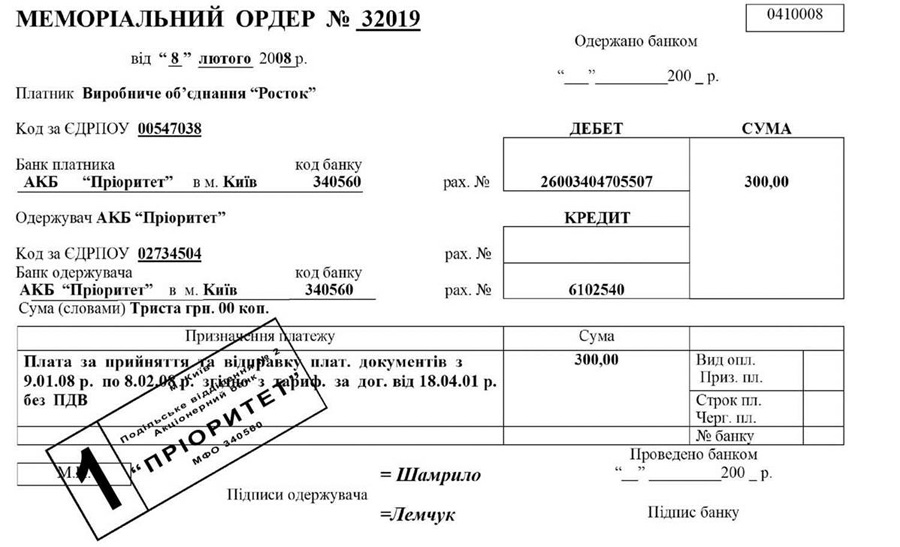 МЕМОРІАЛЬНИЙ ОРДЕР № 32019
0410008
від “ 8 ” лютого 2008 р.
Одержано банком
“___”_________200 _ р.
Платник Виробниче об’єднання “Росток”
Код за ЄДРПОУ 00547038
ДЕБЕТ СУМА
Банк платника код банку
АКБ “Пріоритет” в м. Київ 340560 рах. № 26003404705507 300,00
Одержувач АКБ “Пріоритет” КРЕДИТ
Код за ЄДРПОУ 02734504 рах. №
Банк одержувача код банку
АКБ “Пріоритет” в м. Київ 340560 рах. № 6102540
Сума (словами) Триста грн. 00 коп.
Призначення платежу Сума
Плата за прийняття та відправку плат. документів з 300,00 Вид опл.
9.01.08 р. по 8.02.08 р. згідно з тариф. за дог. від 18.04.01 р. Приз. пл.
без ПДВ Строк пл.
Черг. пл.
№ банку
м. Київ
Подільське відділення № 2
Акціонерний банк
“ПРІОРИТЕТ”
МФО 340560
1
М.П.
Проведено банком
“__”_________200 _ р.
= Шамрило
Підписи одержувача
=Лемчук
Підпис банку